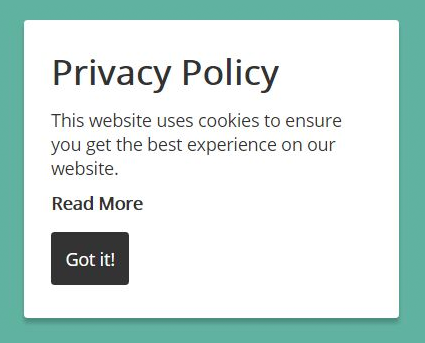 Privacy Policy
This website uses cookies to ensure
you get the best experience on our
website.
Read More
Got it!